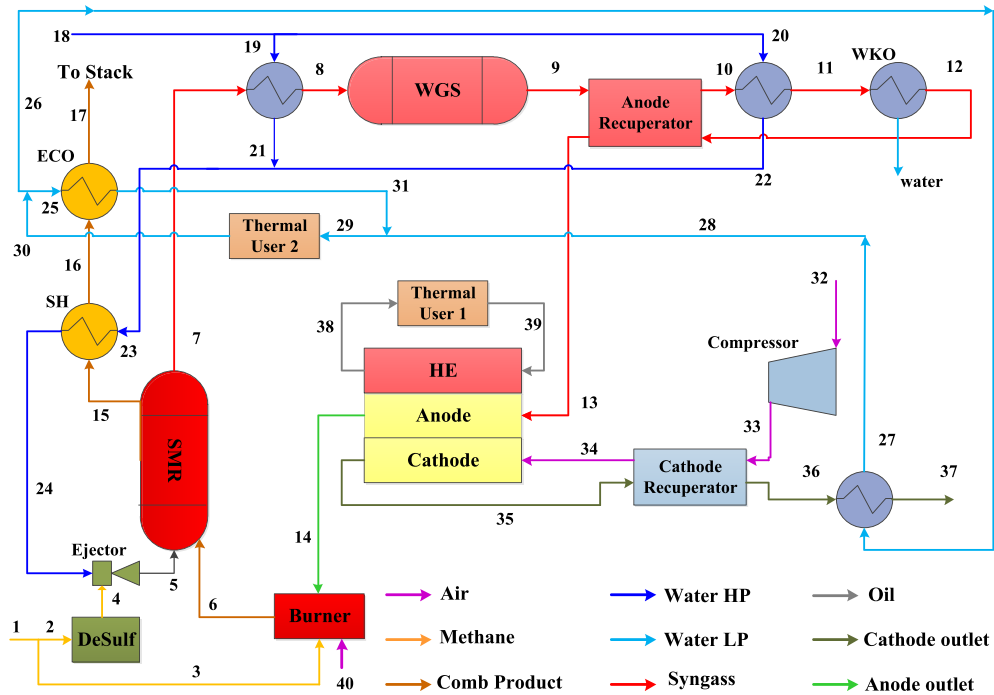 18
19
20
To Stack
8
9
10
11
WKO
12
26
17
WGS
Anode
Recuperator
ECO
21
25
31
22
water
30
Thermal
User 2
29
28
16
SH
38
Thermal
User 1
39
32
23
7
Compressor
HE
15
Anode
13
33
SMR
Cathode
34
27
Cathode
Recuperator
36
37
24
35
14
Ejector
5
4
6
Burner
Air
Water HP
Oil
1
2
DeSulf
Methane
Water LP
Cathode outlet
3
40
Comb Product
Syngass
Anode outlet